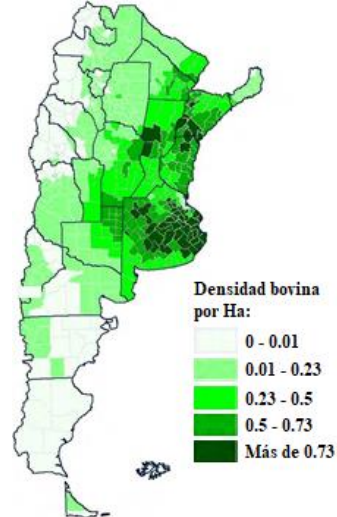 Densidad bovina
por Ha:
0 - 0.01
0.01 - 0.23
0.23 - 0.5
0.5 - 0.73
Más de 0.73